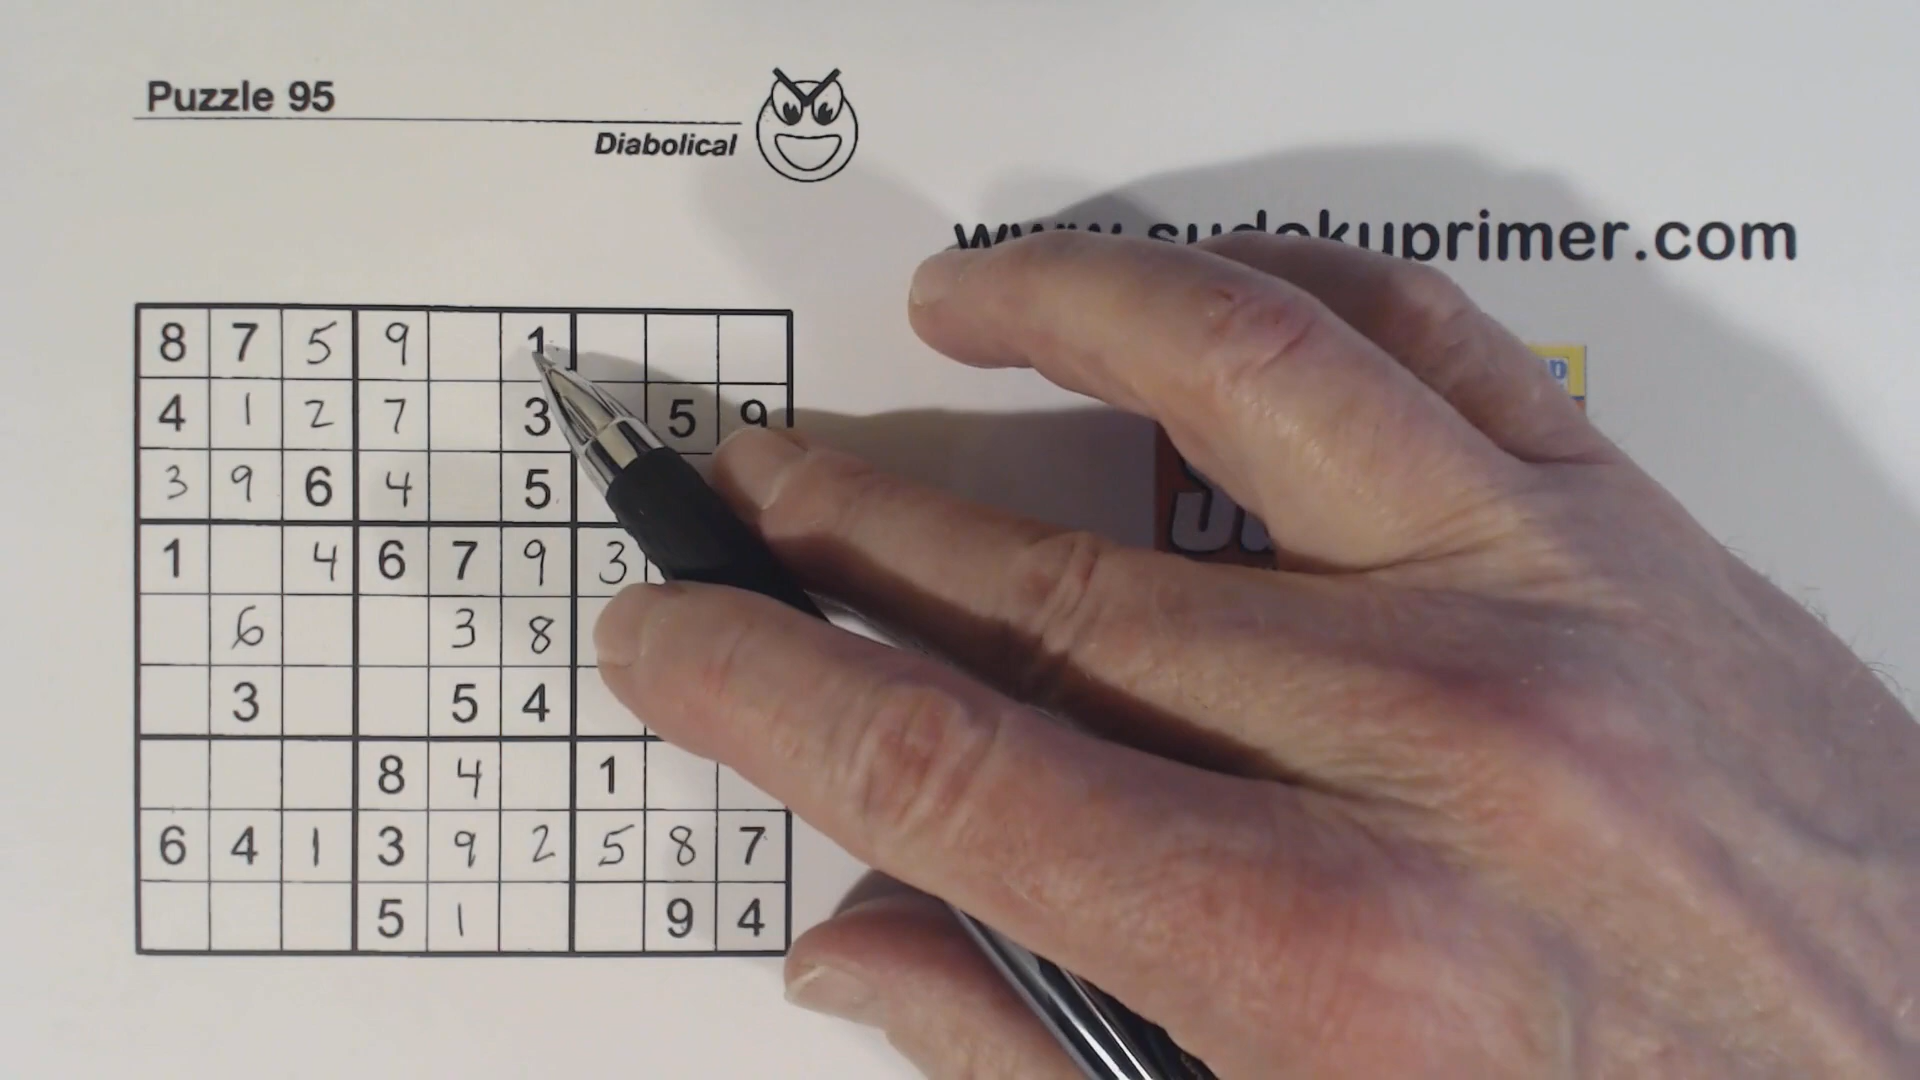 Puzzle 95
Diabolical
www.sudokuprimer.com
8 7 5 9 1
4 1 2 7 3 5 9
3 9 6 4 5
1 4 6 7 9 3
6 3 8
3 5 4
8 4 1
6 4 1 3 9 2 5 8 7
5 1 9 4